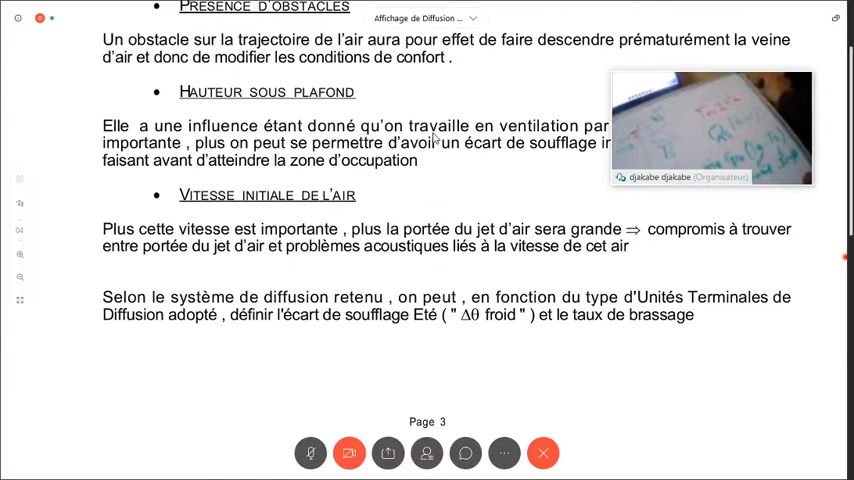 Affichage de Diffusion ...
• PRÉSENCE D'OBSTACLES
Un obstacle sur la trajectoire de l'air aura pour effet de faire descendre prématurément la veine
d'air et donc de modifier les conditions de confort .
• HAUTEUR SOUS PLAFOND
Elle a une influence étant donné qu'on travaille en ventilation par
importante , plus on peut se permettre d'avoir un écart de soufflage
faisant avant d'atteindre la zone d'occupation
djakabe djakabe (Organisateur)
• VITESSE INITIALE DE L'AIR
Plus cette vitesse est importante , plus la portée du jet d'air sera grande ⇒ compromis à trouver
entre portée du jet d'air et problèmes acoustiques liés à la vitesse de cet air
Selon le système de diffusion retenu , on peut , en fonction du type d'Unités Terminales de
Diffusion adopté , définir l'écart de soufflage Eté ( " Δθ froid " ) et le taux de brassage
Page 3